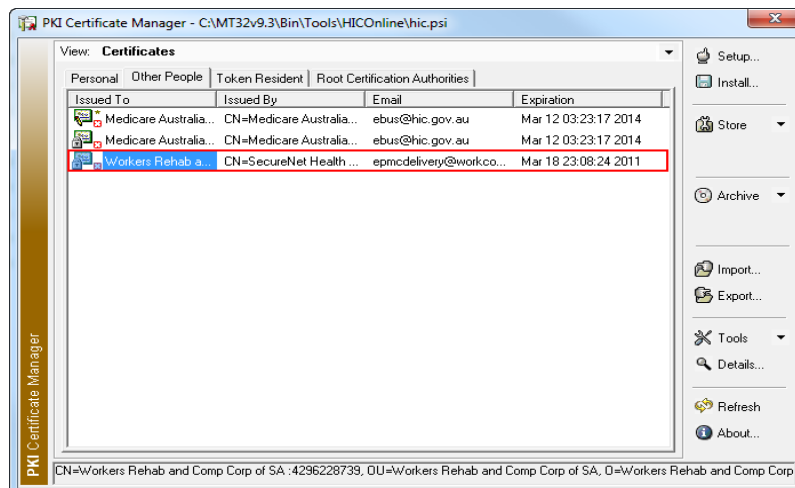 PKI Certificate Manager - C:\MT32v9.3\Bin\Tools\HICOnline\hic.psi
View: Certificates
Personal Other People Token Resident Root Certification Authorities
Issued To Issued By Email Expiration
Medicare Australia... CN=Medicare Australia... ebus@hic.gov.au Mar 12 03:23:17 2014
Medicare Australia... CN=Medicare Australia... ebus@hic.gov.au Mar 12 03:23:17 2014
Workers Rehab a... CN=SecureNet Health ... epmcdelivery@workco... Mar 18 23:08:24 2011
Setup...
Install...
Store
Archive
Import...
Export...
Tools
Details...
Refresh
About...
PKI Certificate Manager
CN=Workers Rehab and Comp Corp of SA :4296228739, OU=Workers Rehab and Comp Corp of SA, O=Workers Rehab and Comp Corp